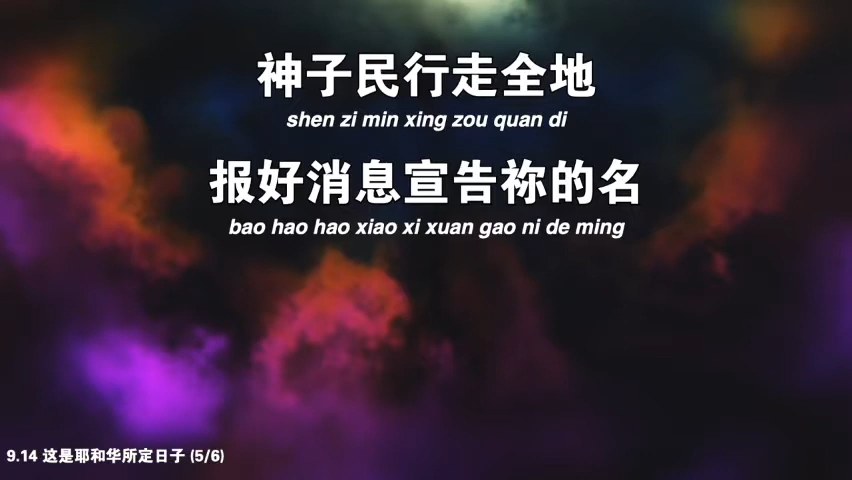 神子民行走全地
shen zi min xing zou quan di
报好消息宣告祢的名
bao hao hao xiao xi xuan gao ni de ming
9.14 这是耶和华所定日子 (5/6)